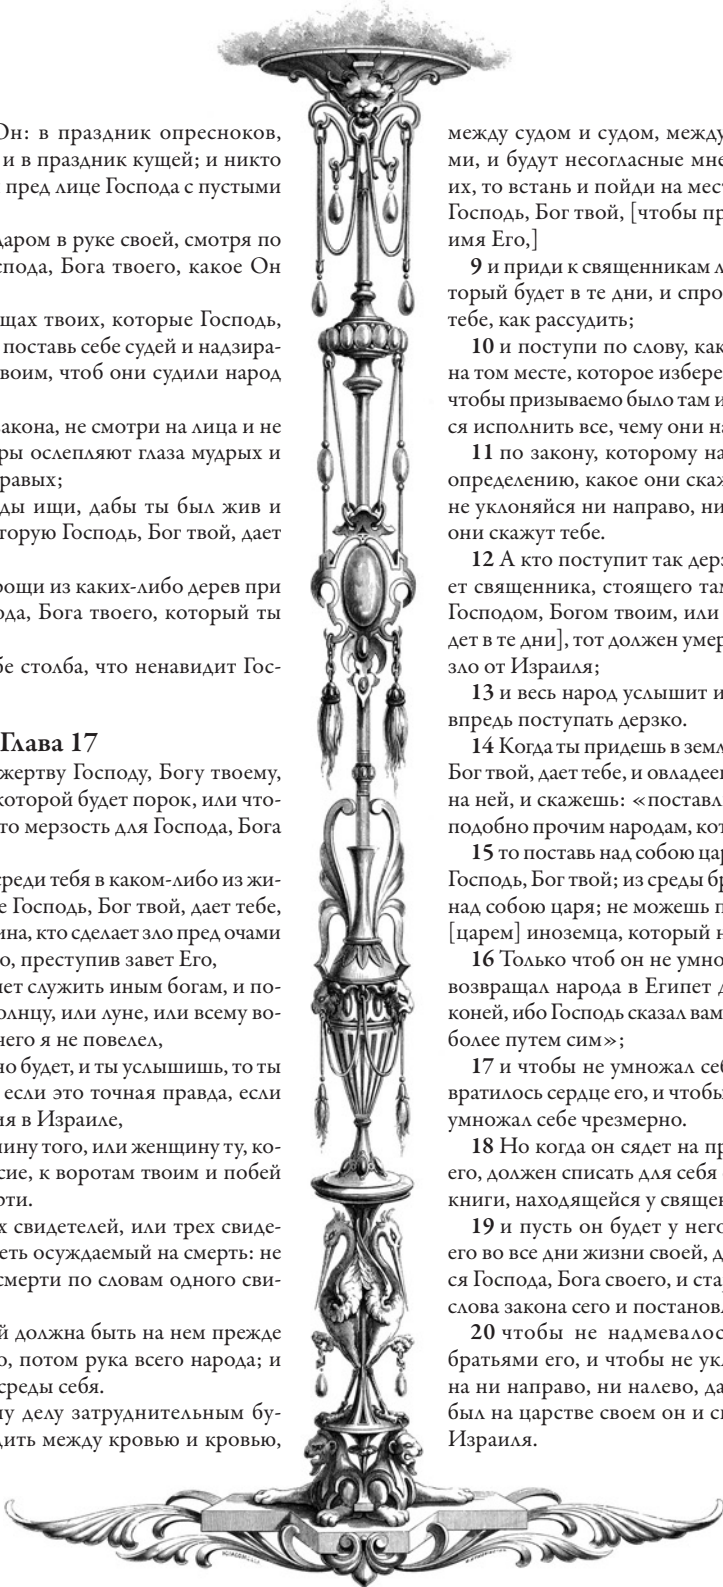 Он: в праздник опресноков,
и в праздник кущей; и никто
пред лице Господа с пустыми
даром в руке своей, смотря по
спода, Бога твоего, какое Он
щах твоих, которые Господь,
поставь себе судей и надзира-
воим, чтоб они судили народ
акона, не смотри на лица и не
ры ослепляют глаза мудрых и
равых;
ды ищи, дабы ты был жив и
торую Господь, Бог твой, дает
рощи из каких-либо дерев при
ода, Бога твоего, который ты
бе столба, что ненавидит Гос-
Глава 17
жертву Господу, Богу твоему,
которой будет порок, или что-
то мерзость для Господа, Бога
реди тебя в каком-либо из жи-
е Господь, Бог твой, дает тебе,
ина, кто сделает зло пред очами
о, преступив завет Его,
нет служить иным богам, и по-
олнцу, или луне, или всему во-
чего я не повелел,
но будет, и ты услышишь, то ты
если это точная правда, если
ия в Израиле,
чину того, или женщину ту, ко-
сие, к воротам твоим и побей
рти.
х свидетелей, или трех свиде-
еть осуждаемый на смерть: не
смерти по словам одного сви-
й должна быть на нем прежде
о, потом рука всего народа; и
среды себя.
му делу затруднительным бу-
дить между кровью и кровью,
между судом и судом, между
ми, и будут несогласные мне
их, то встань и пойди на мест
Господь, Бог твой, [чтобы пр
имя Его,]
9 и приди к священникам л
торый будет в те дни, и спро
тебе, как рассудить;
10 и поступи по слову, как
на том месте, которое избере
чтобы призываемо было там и
ся исполнить все, чему они на
11 по закону, которому на
определению, какое они скаж
не уклоняйся ни направо, ни
они скажут тебе.
12 А кто поступит так дерз
ет священника, стоящего там
Господом, Богом твоим, или
дет в те дни], тот должен умер
зло от Израиля;
13 и весь народ услышит и
впредь поступать дерзко.
14 Когда ты придешь в земл
Бог твой, дает тебе, и овладее
на ней, и скажешь: «поставл
подобно прочим народам, кот
15 то поставь над собою цар
Господь, Бог твой; из среды бр
над собою царя; не можешь п
[царем] иноземца, который н
16 Только чтоб он не умно
возвращал народа в Египет д
коней, ибо Господь сказал вам
более путем сим»;
17 и чтобы не умножал себ
вратилось сердце его, и чтобы
умножал себе чрезмерно.
18 Но когда он сядет на пр
его, должен списать для себя
книги, находящейся у священ
19 и пусть он будет у него
его во все дни жизни своей, д
ся Господа, Бога своего, и ста
слова закона сего и постановл
20 чтобы не надмевалос
братьями его, и чтобы не укл
на ни направо, ни налево, да
был на царстве своем он и с
Израиля.